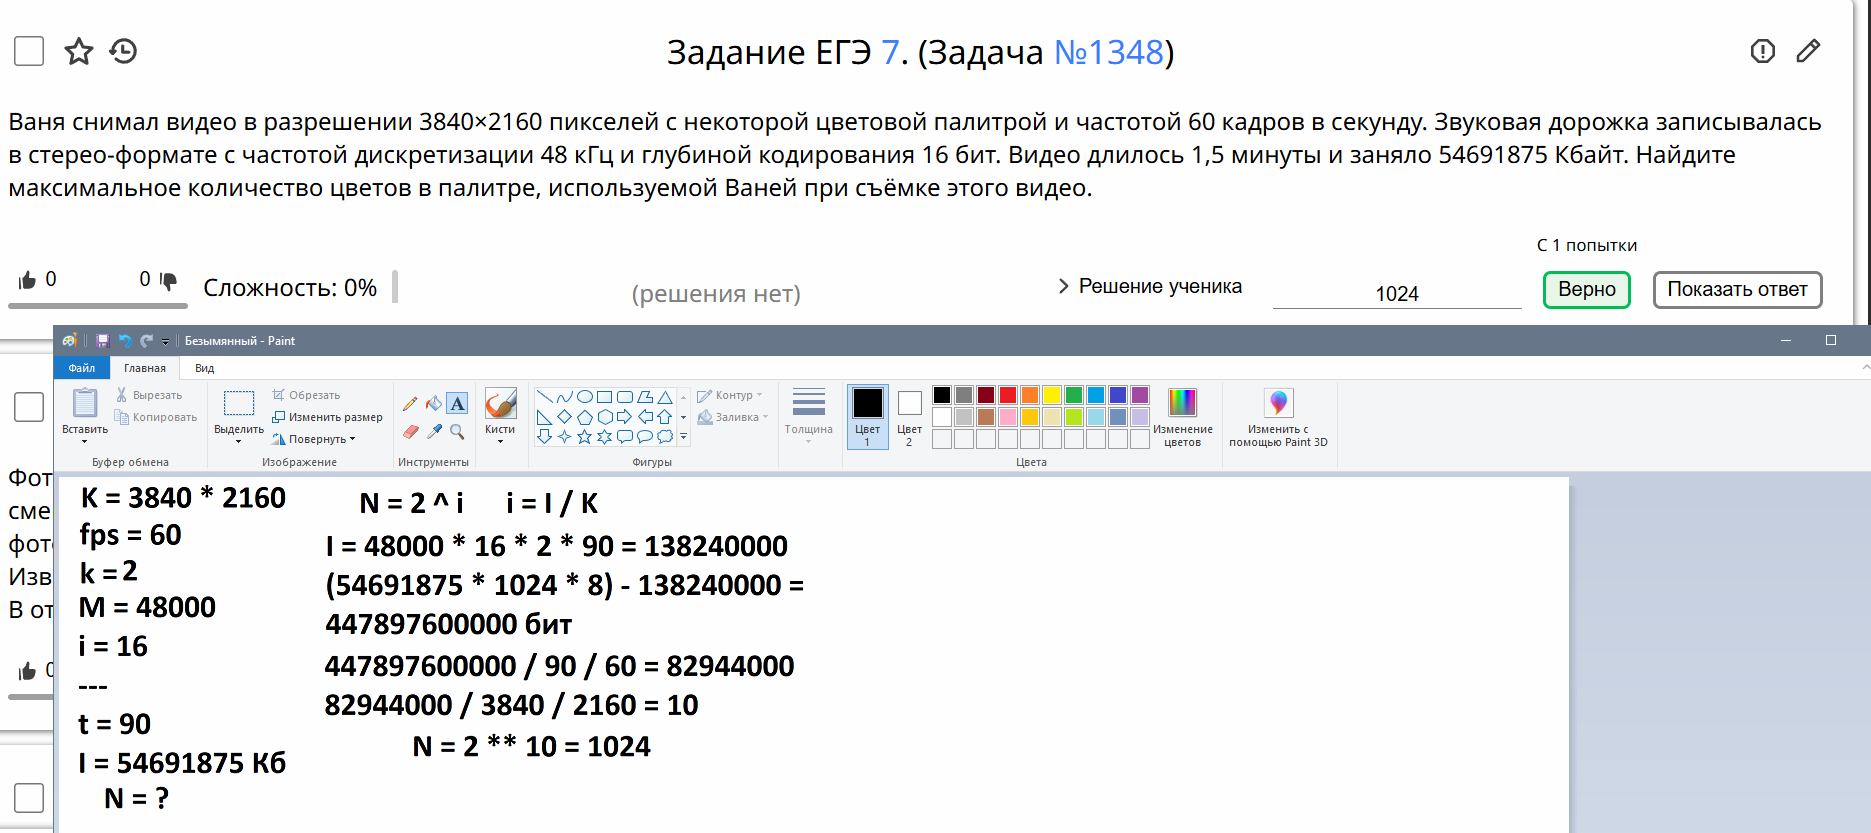 Задание ЕГЭ 7. (Задача №1348)
Ваня снимал видео в разрешении 3840×2160 пикселей с некоторой цветовой палитрой и частотой 60 кадров в секунду. Звуковая дорожка записывалась
в стерео-формате с частотой дискретизации 48 кГц и глубиной кодирования 16 бит. Видео длилось 1,5 минуты и заняло 54691875 Кбайт. Найдите
максимальное количество цветов в палитре, используемой Ваней при съёмке этого видео.
С 1 попытки
0 0 Сложность: 0% (решения нет) Решение ученика 1024 Верно Показать ответ
Безымянный - Paint
Файл Главная Вид
Вставить
Вырезать
Копировать
Буфер обмена
Выделить
Обрезать
Изменить размер
Повернуть
Изображение
A
Инструменты
Кисти
Контур
Заливка
Фигуры
Толщина
Цвет 1
Цвет 2
Изменение цветов
Цвета
Изменить с помощью Paint 3D
Фот
сме
фото
Изв
В от
0
K = 3840 * 2160
fps = 60
k = 2
M = 48000
i = 16
---
t = 90
I = 54691875 Кб
N = ?
N = 2 ^ i i = I / K
I = 48000 * 16 * 2 * 90 = 138240000
(54691875 * 1024 * 8) - 138240000 =
447897600000 бит
447897600000 / 90 / 60 = 82944000
82944000 / 3840 / 2160 = 10
N = 2 ** 10 = 1024